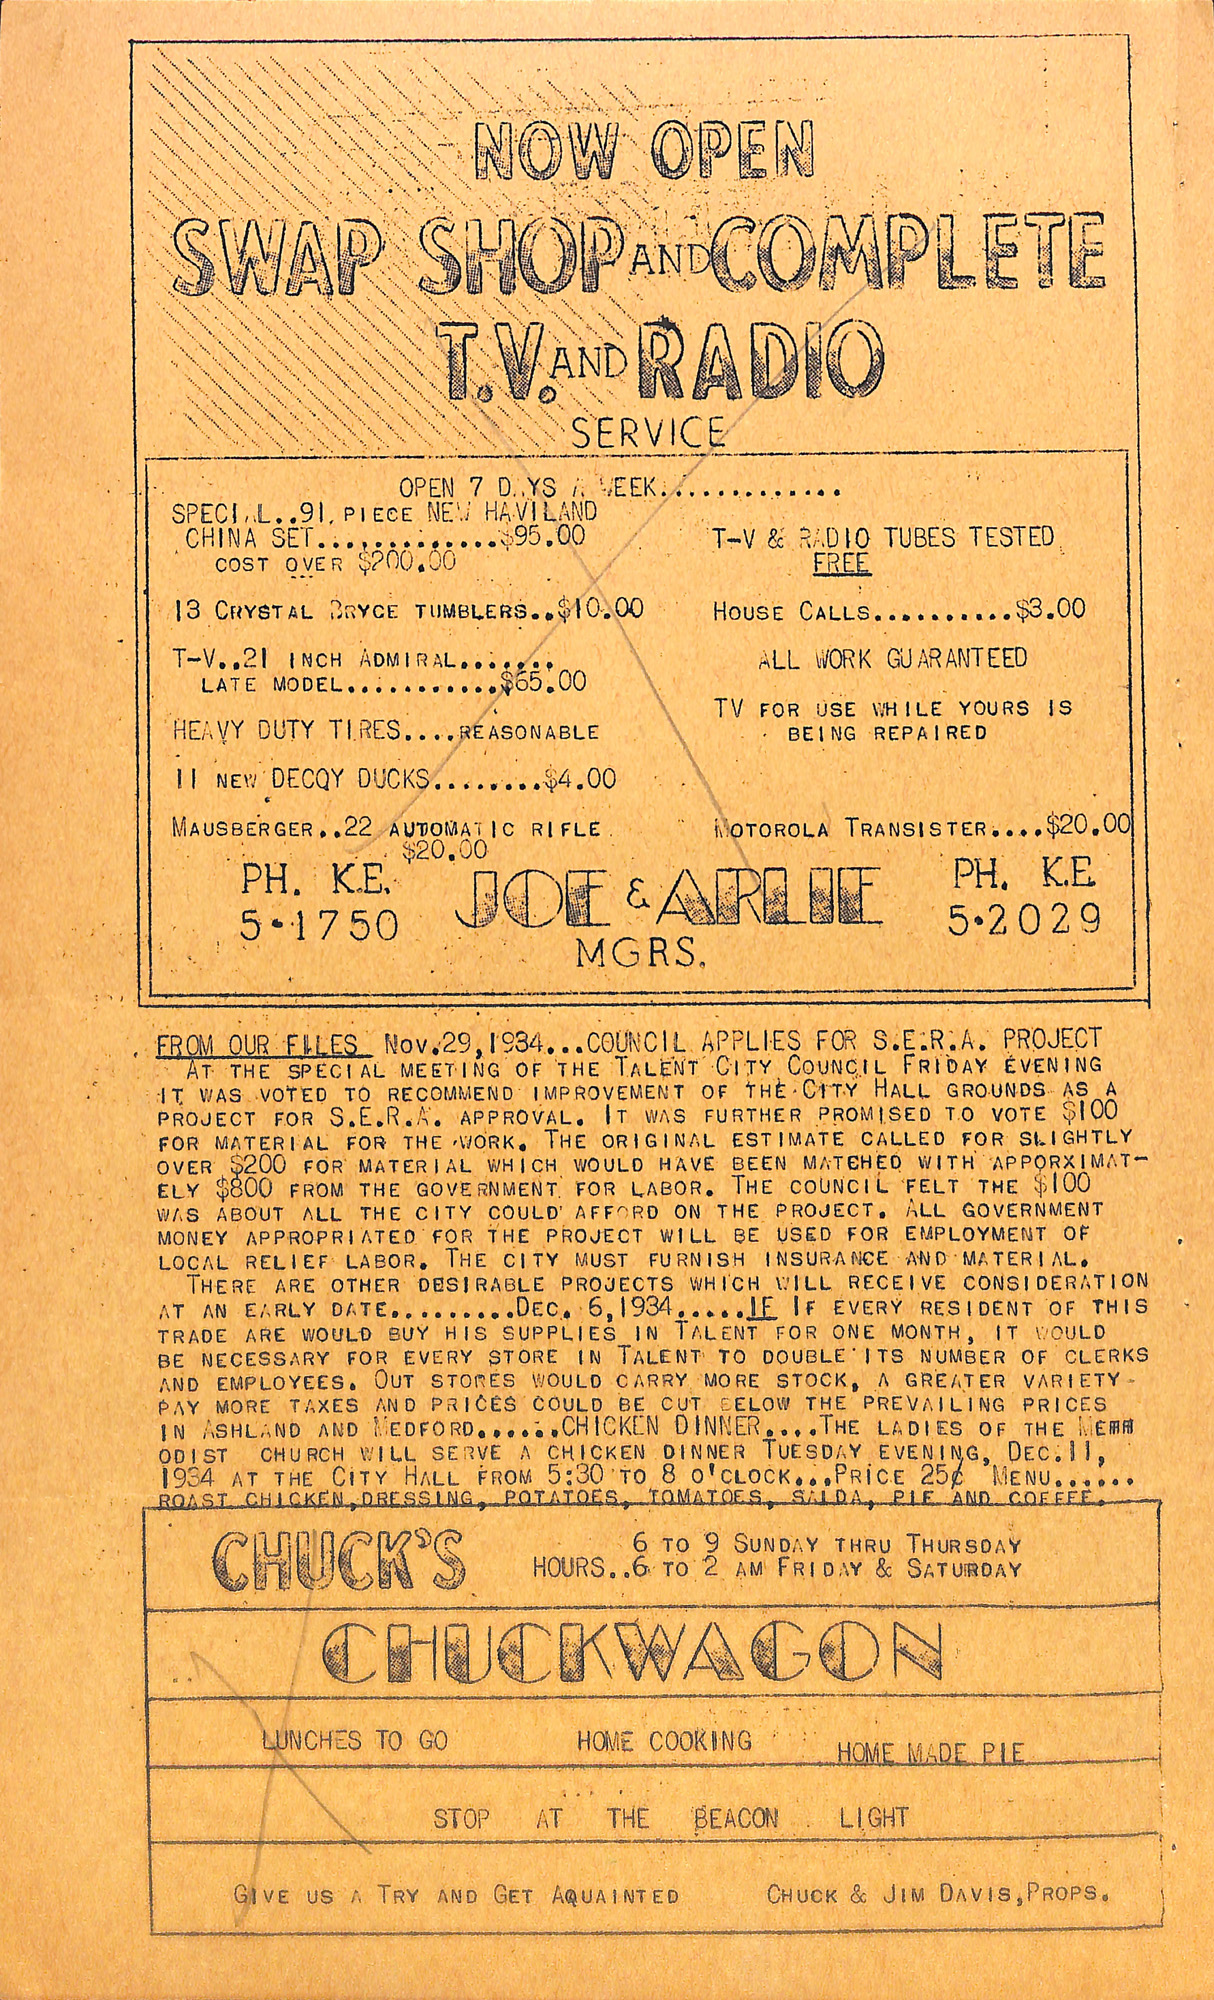 NOW OPEN
SWAP SHOP AND COMPLETE
T.V. AND RADIO
SERVICE
OPEN 7 DAYS A WEEK.............
SPECIAL..91 PIECE NEW HAVILAND
CHINA SET.............$95.00
COST OVER $200.00
13 CRYSTAL BRYCE TUMBLERS..$10.00
T-V..21 INCH ADMIRAL.......
LATE MODEL...........$65.00
HEAVY DUTY TIRES....REASONABLE
11 NEW DECOY DUCKS........$4.00
MAUSBERGER..22 AUTOMATIC RIFLE
$20.00
T-V & RADIO TUBES TESTED
FREE
HOUSE CALLS..........$3.00
ALL WORK GUARANTEED
TV FOR USE WHILE YOURS IS
BEING REPAIRED
MOTOROLA TRANSISTER....$20.00
PH. K.E.
5-1750
JOE & ARLIE
MGRS.
PH. K.E
5-2029
FROM OUR FILES NOV.29,1934...COUNCIL APPLIES FOR S.E.R.A. PROJECT
AT THE SPECIAL MEETING OF THE TALENT CITY COUNCIL FRIDAY EVENING
IT WAS VOTED TO RECOMMEND IMPROVEMENT OF THE CITY HALL GROUNDS AS A
PROJECT FOR S.E.R.A. APPROVAL. IT WAS FURTHER PROMISED TO VOTE $100
FOR MATERIAL FOR THE WORK. THE ORIGINAL ESTIMATE CALLED FOR SLIGHTLY
OVER $200 FOR MATERIAL WHICH WOULD HAVE BEEN MATCHED WITH APPORXIMAT-
ELY $800 FROM THE GOVERNMENT FOR LABOR. THE COUNCIL FELT THE $100
WAS ABOUT ALL THE CITY COULD AFFORD ON THE PROJECT. ALL GOVERNMENT
MONEY APPROPRIATED FOR THE PROJECT WILL BE USED FOR EMPLOYMENT OF
LOCAL RELIEF LABOR. THE CITY MUST FURNISH INSURANCE AND MATERIAL.
THERE ARE OTHER DESIRABLE PROJECTS WHICH WILL RECEIVE CONSIDERATION
AT AN EARLY DATE.........DEC. 6,1934.....IF IF EVERY RESIDENT OF THIS
TRADE ARE WOULD BUY HIS SUPPLIES IN TALENT FOR ONE MONTH, IT WOULD
BE NECESSARY FOR EVERY STORE IN TALENT TO DOUBLE ITS NUMBER OF CLERKS
AND EMPLOYEES. OUT STORES WOULD CARRY MORE STOCK, A GREATER VARIETY
PAY MORE TAXES AND PRICES COULD BE CUT BELOW THE PREVAILING PRICES
IN ASHLAND AND MEDFORD......CHICKEN DINNER....THE LADIES OF THE
ODIST CHURCH WILL SERVE A CHICKEN DINNER TUESDAY EVENING, DEC.11,
1934 AT THE CITY HALL FROM 5:30 TO 8 O'CLOCK...PRICE 25¢ MENU......
ROAST CHICKEN,DRESSING, POTATOES, TOMATOES, SALDA, PIE AND COFFEE.
CHUCK'S
6 TO 9 SUNDAY THRU THURSDAY
HOURS..6 TO 2 AM FRIDAY & SATURDAY
CHUCKWAGON
LUNCHES TO GO HOME COOKING HOME MADE PIE
STOP AT THE BEACON LIGHT
GIVE US A TRY AND GET AQUAINTED CHUCK & JIM DAVIS,PROPS.